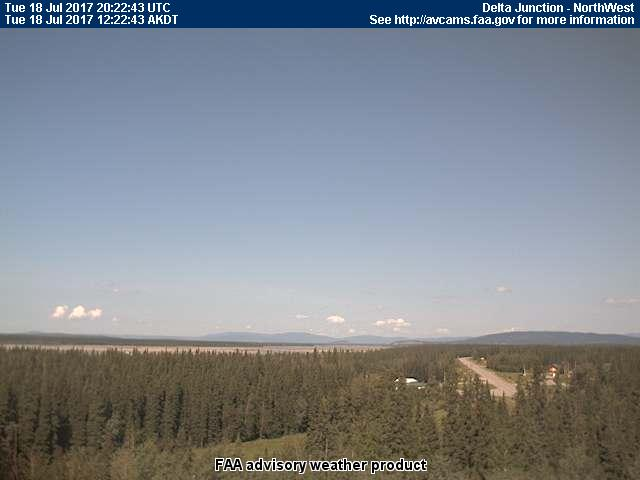 Tue 18 Jul 2017 20:22:43 UTC
Delta Junction - NorthWest
Tue 18 Jul 2017 12:22:43 AKDT
See http://avcams.faa.gov for more information
FAA advisory weather product